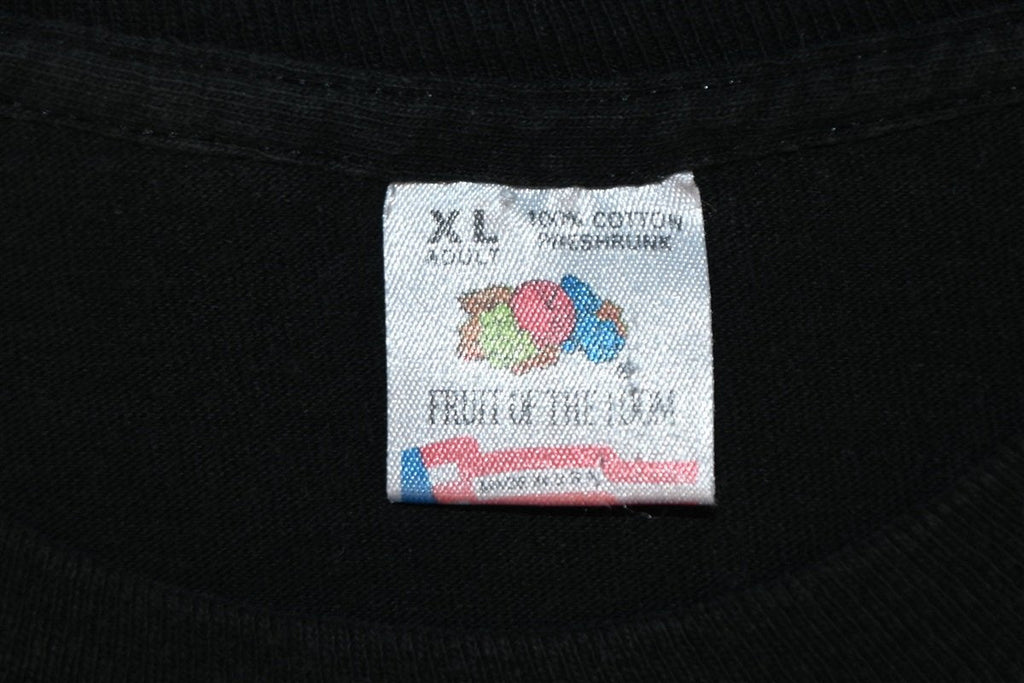 XL
ADULT
100% COTTON
PRESHRUNK
FRUIT OF THE LOOM
MADE IN U.S.A.